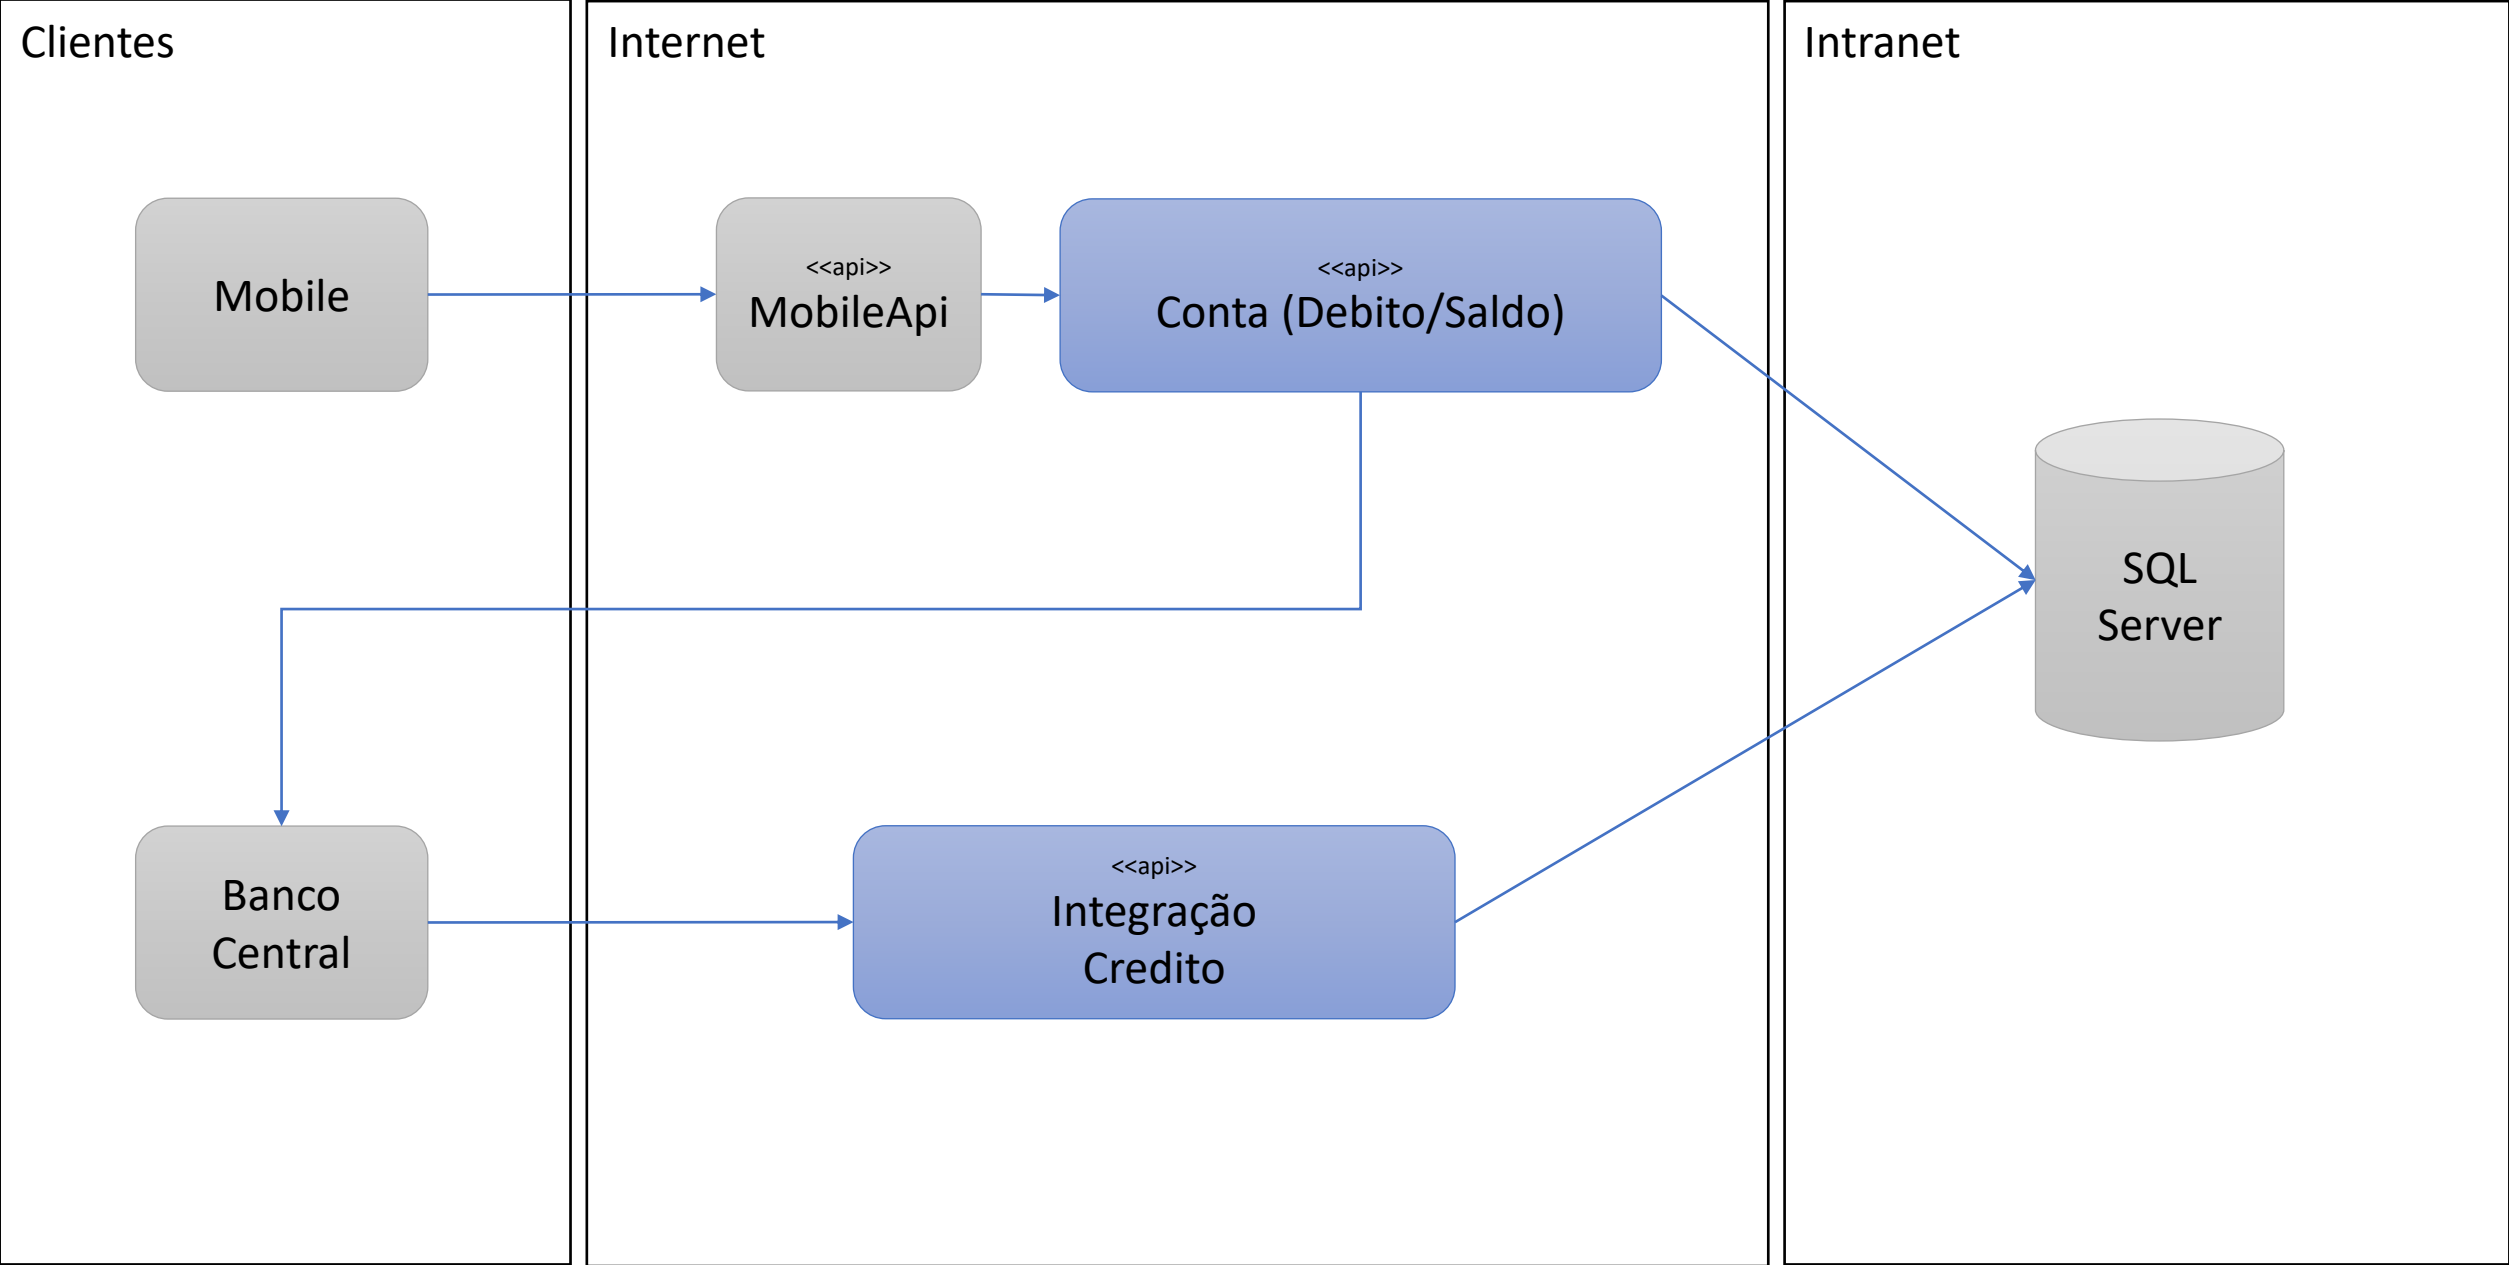 Clientes
Internet
Intranet
Mobile
<<api>>
MobileApi
<<api>>
Conta (Debito/Saldo)
SQL
Server
Banco
Central
<<api>>
Integração
Credito